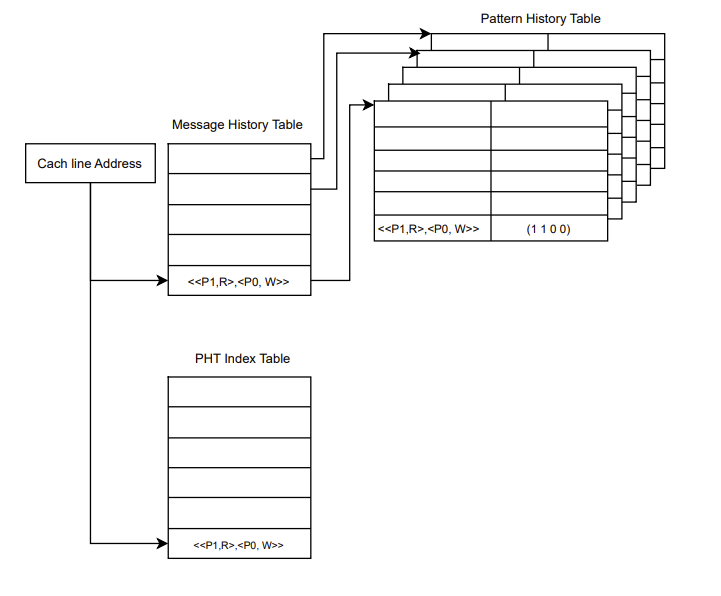 Pattern History Table
Message History Table
Cach line Address
<<P1,R>,<P0, W>>
(1 1 0 0)
<<P1,R>,<P0, W>>
PHT Index Table
<<P1,R>,<P0, W>>